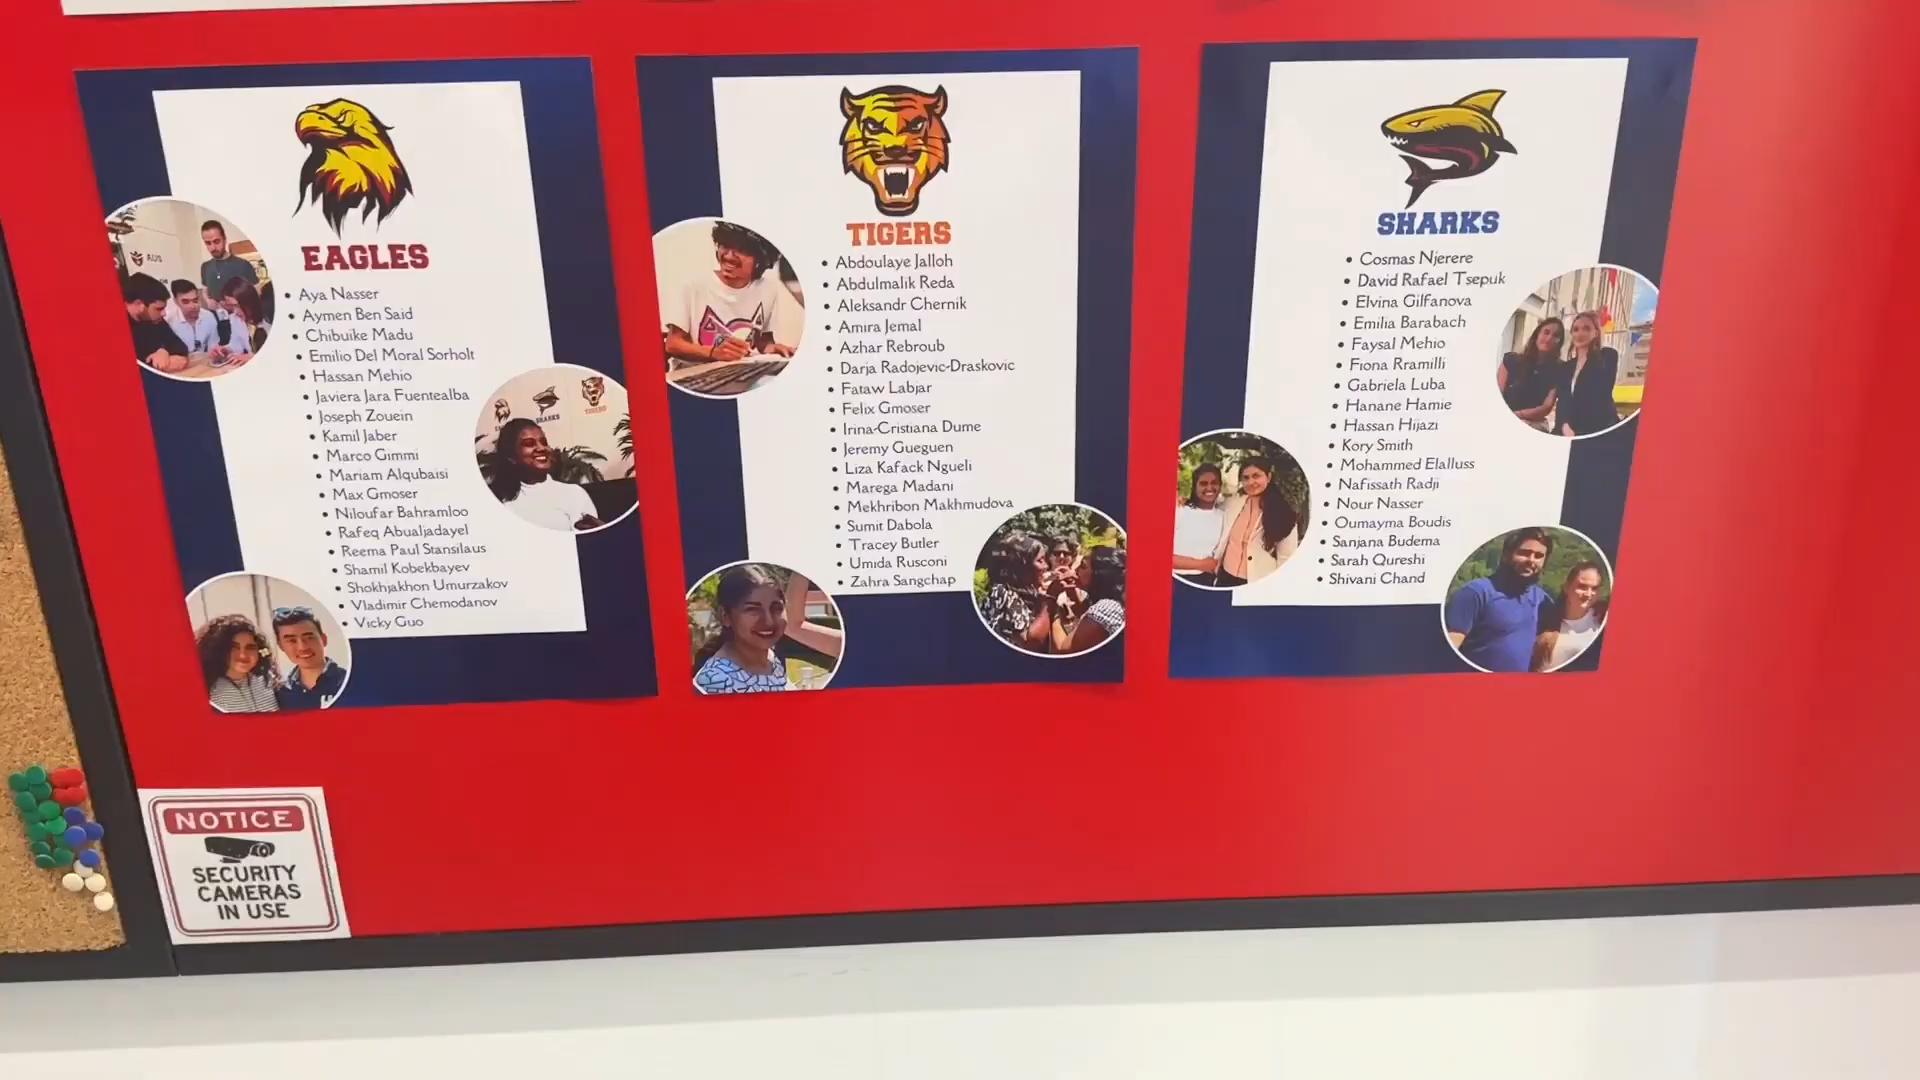 EAGLES
• Aya Nasser
• Aymen Ben Said
• Chibuike Madu
• Emilio Del Moral Sorholt
• Hassan Mehio
• Javiera Jara Fuentealba
• Joseph Zouein
• Kamil Jaber
• Marco Gimmi
• Mariam Alqubaisi
• Max Gmoser
• Niloufar Bahramloo
• Rafeq Abualjadayel
• Reema Paul Stansilaus
• Shamil Kobekbayev
• Shokhjakhon Umurzakov
• Vladimir Chemodanov
• Vicky Guo
AUS
SHARKS
TIGERS
TIGERS
• Abdoulaye Jalloh
• Abdulmalik Reda
• Aleksandr Chernik
• Amira Jemal
• Azhar Rebroub
• Darja Radojevic-Draskovic
• Fataw Labjar
• Felix Gmoser
• Irina-Cristiana Dume
• Jeremy Gueguen
• Liza Kafack Ngueli
• Marega Madani
• Mekhribon Makhmudova
• Sumit Dabola
• Tracey Butler
• Umida Rusconi
• Zahra Sangchap
SHARKS
• Cosmas Njerere
• David Rafael Tsepuk
• Elvina Gilfanova
• Emilia Barabach
• Faysal Mehio
• Fiona Rramilli
• Gabriela Luba
• Hanane Hamie
• Hassan Hijazi
• Kory Smith
• Mohammed Elalluss
• Nafissath Radji
• Nour Nasser
• Oumayma Boudis
• Sanjana Budema
• Sarah Qureshi
• Shivani Chand
NOTICE
SECURITY
CAMERAS
IN USE